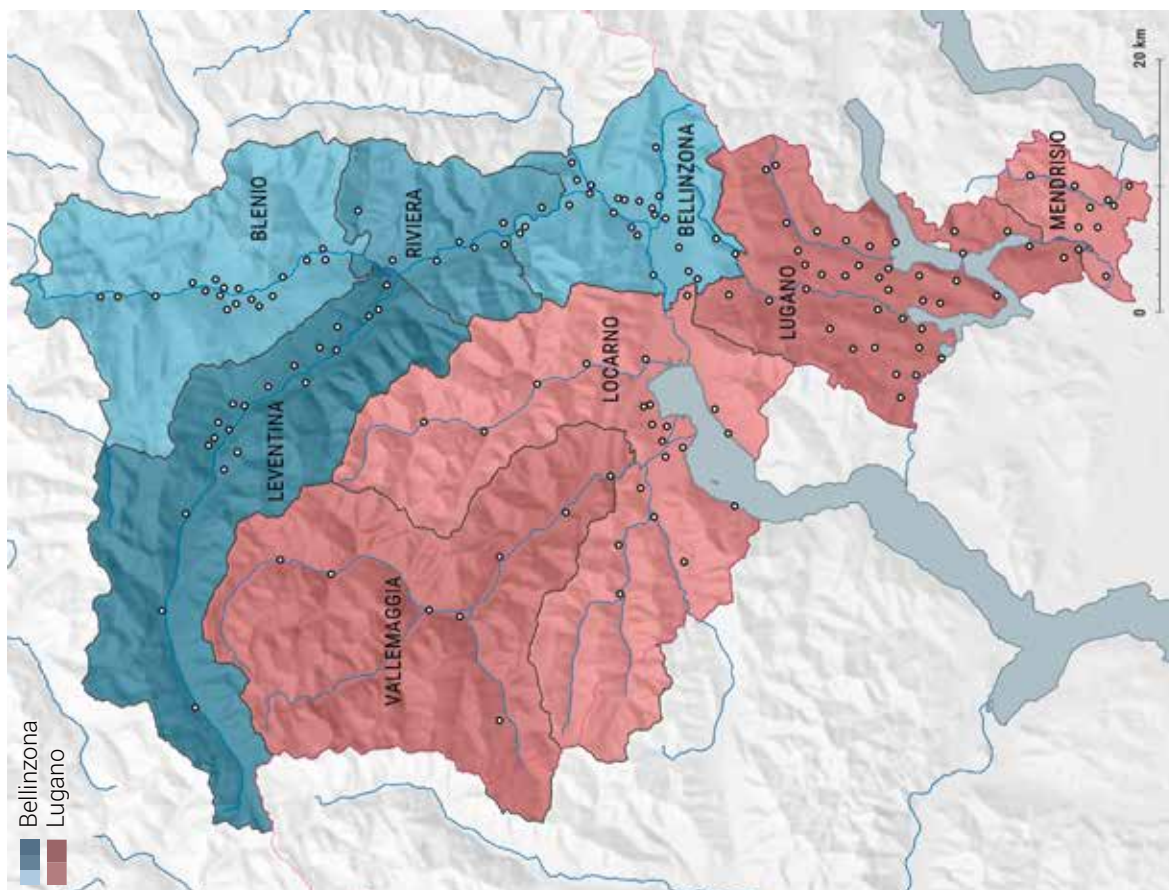 Bellinzona
Lugano
BLENIO
RIVIERA
LEVENTINA
BELLINZONA
VALLEMAGGIA
LOCARNO
LUGANO
MENDRISIO
0
20 km